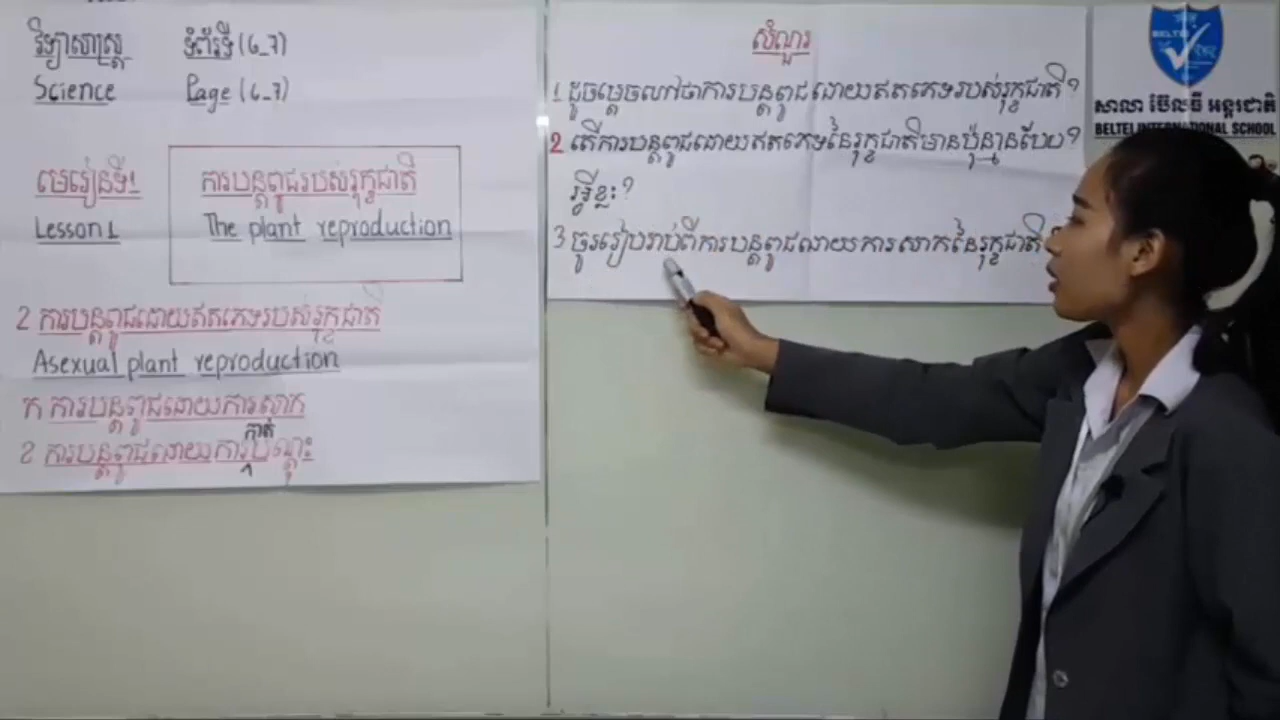 វិទ្យាសាស្ត្រ ទំព័រទី (6_7)
Science Page (6_7)
មេរៀនទី1 ការបន្តពូជរបស់រុក្ខជាតិ
Lesson 1 The plant reproduction
2 ការបន្តពូជដោយឥតភេទរបស់រុក្ខជាតិ
Asexual plant reproduction
ក ការបន្តពូជដោយការសាក
កាត់
ខ ការបន្តពូជដោយការបណ្ដុះ
សំណួរ
1 ដូចម្ដេចហៅថាការបន្តពូជដោយឥតភេទរបស់រុក្ខជាតិ?
2 តើការបន្តពូជដោយឥតភេទនៃរុក្ខជាតិមានប៉ុន្មានបែប?
អ្វីខ្លះ?
3 ចូររៀបរាប់ពីការបន្តពូជដោយការសាកនៃរុក្ខជាតិ
BELTEI
សាលា ប៊ែលធី អន្តរជាតិ
BELTEI INTERNATIONAL SCHOOL